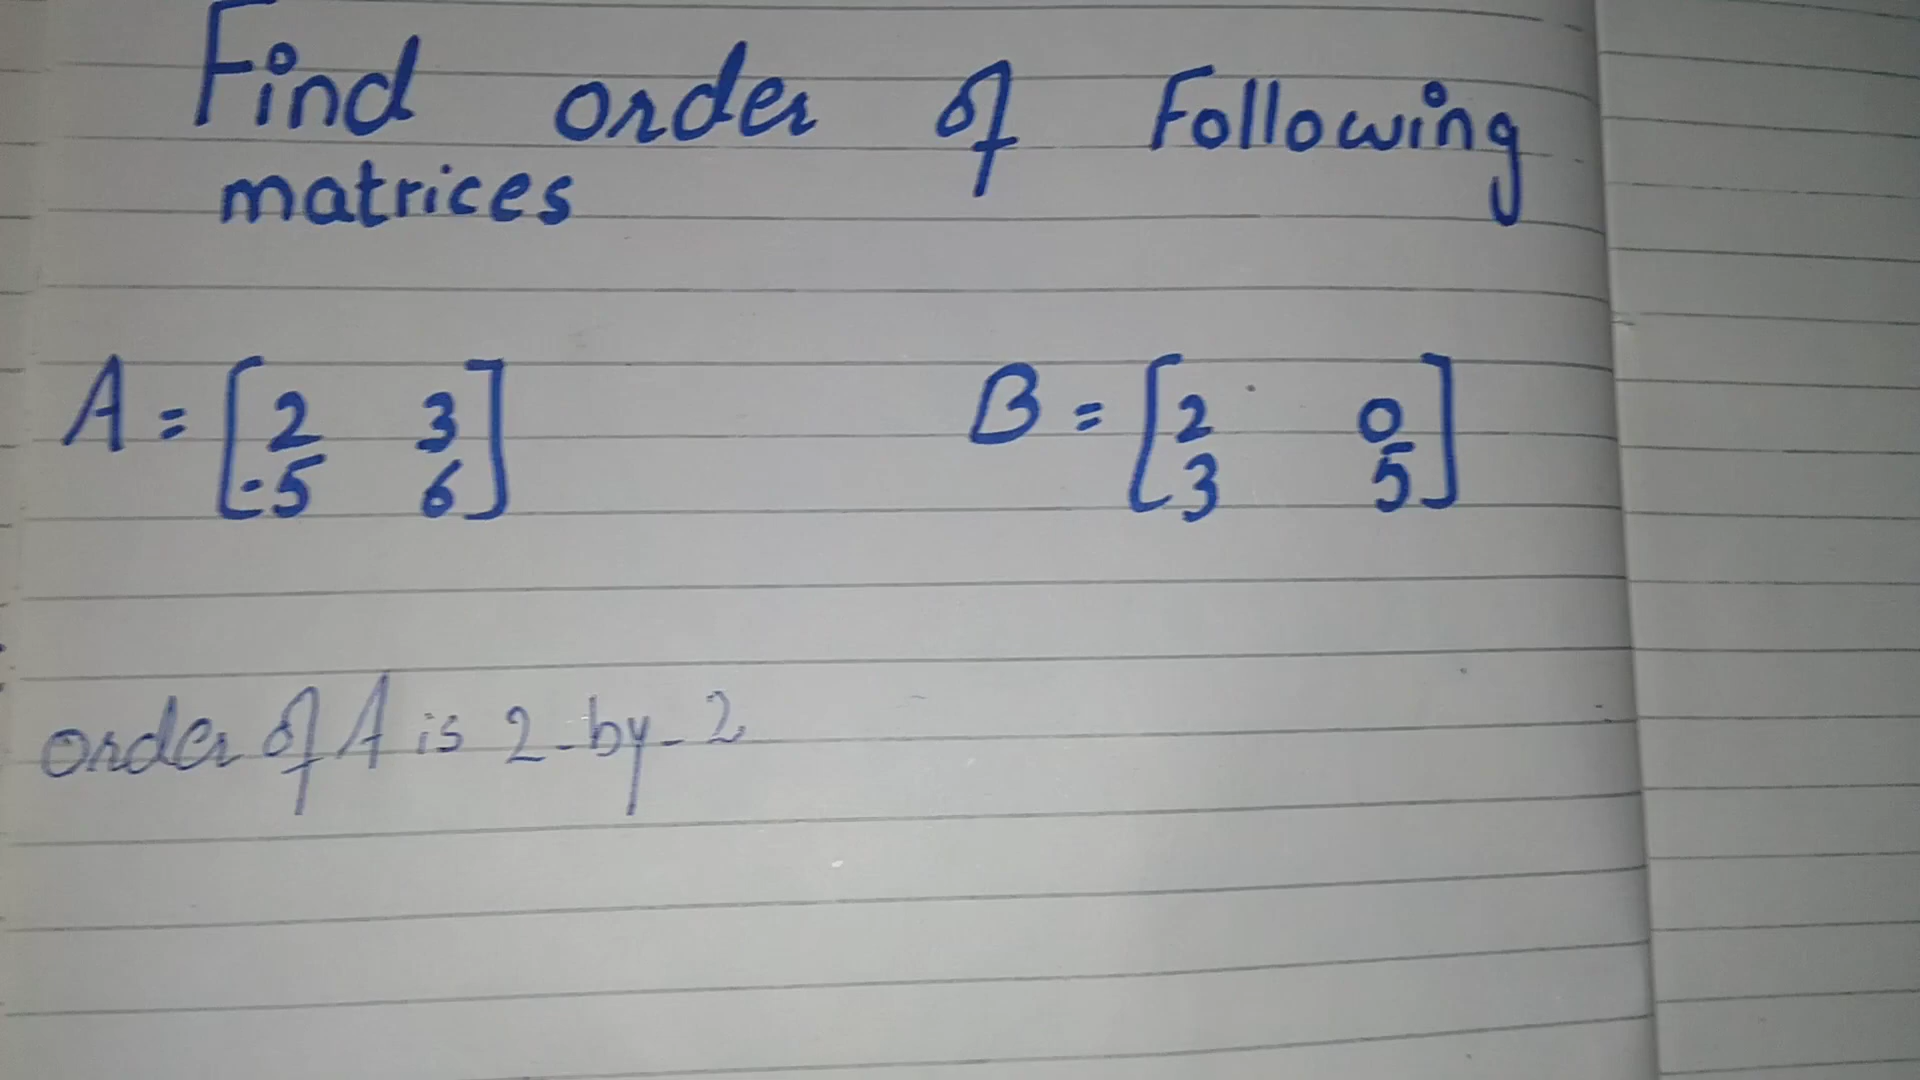 Find order of Following
matrices
A = [2 3
-5 6]
B = [2 0
3 5]
order of A is 2-by-2